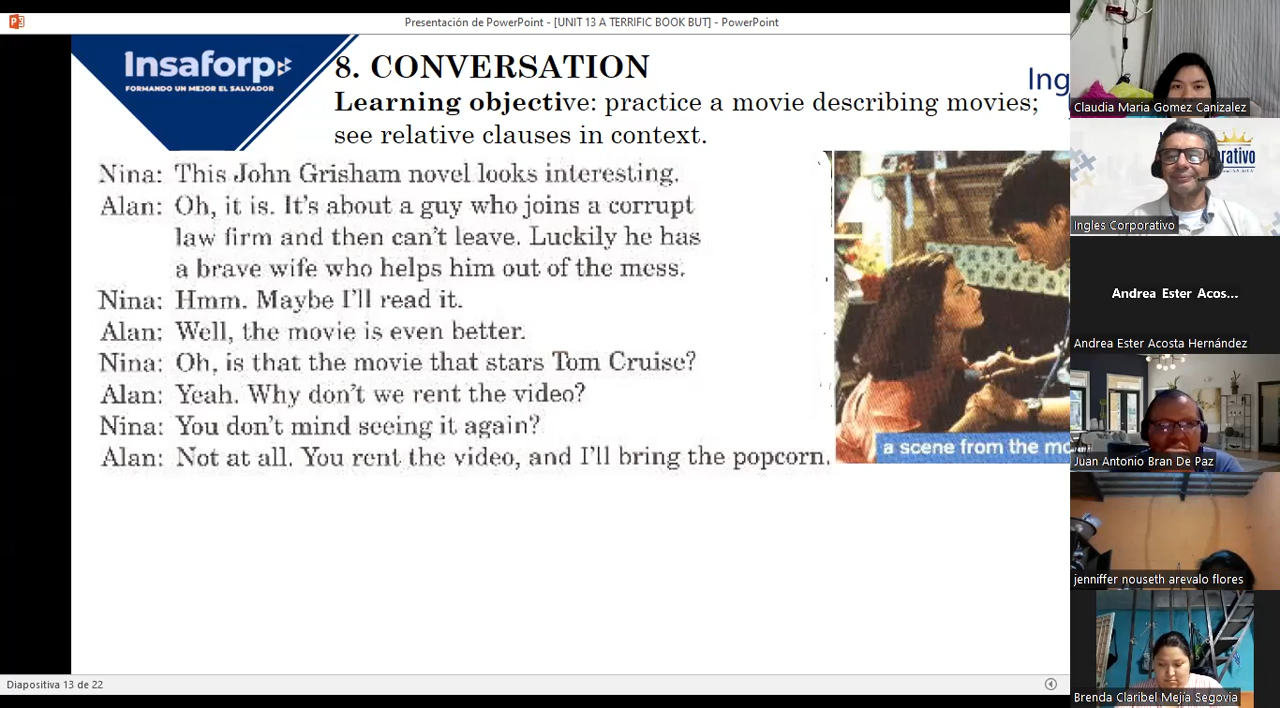 Presentación de PowerPoint - [UNIT 13 A TERRIFIC BOOK BUT] - PowerPoint
Insaforp
FORMANDO UN MEJOR EL SALVADOR
8. CONVERSATION
Ing
Learning objective: practice a movie describing movies;
see relative clauses in context.
Nina: This John Grisham novel looks interesting.
Alan: Oh, it is. It's about a guy who joins a corrupt
law firm and then can't leave. Luckily he has
a brave wife who helps him out of the mess.
Nina: Hmm. Maybe I'll read it.
Alan: Well, the movie is even better.
Nina: Oh, is that the movie that stars Tom Cruise?
Alan: Yeah. Why don't we rent the video?
Nina: You don't mind seeing it again?
Alan: Not at all. You rent the video, and I'll bring the popcorn.
a scene from the mo
Diapositiva 13 de 22
Claudia Maria Gomez Canizalez
orativo
Ingles Corporativo
Andrea Ester Acos...
Andrea Ester Acosta Hernández
Juan Antonio Bran De Paz
jenniffer nouseth arevalo flores
Brenda Claribel Mejía Segovia